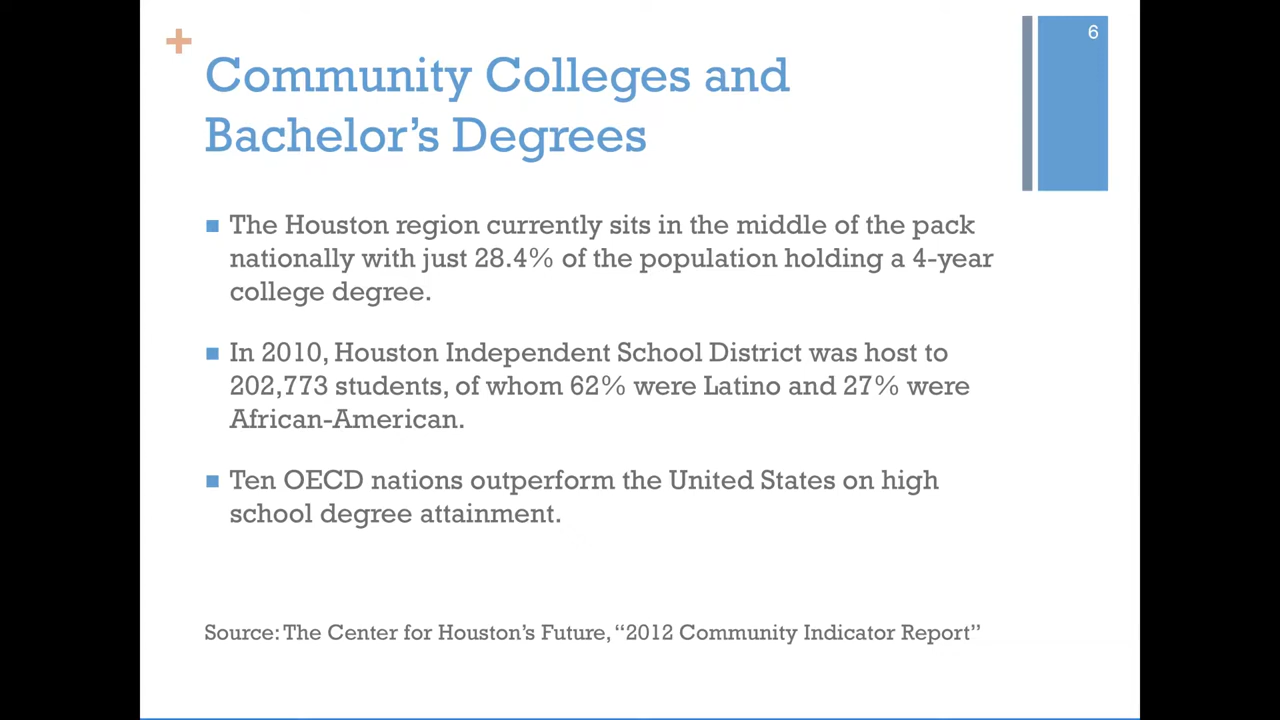 +
6
Community Colleges and
Bachelor’s Degrees
The Houston region currently sits in the middle of the pack
nationally with just 28.4% of the population holding a 4-year
college degree.
In 2010, Houston Independent School District was host to
202,773 students, of whom 62% were Latino and 27% were
African-American.
Ten OECD nations outperform the United States on high
school degree attainment.
Source: The Center for Houston’s Future, “2012 Community Indicator Report”